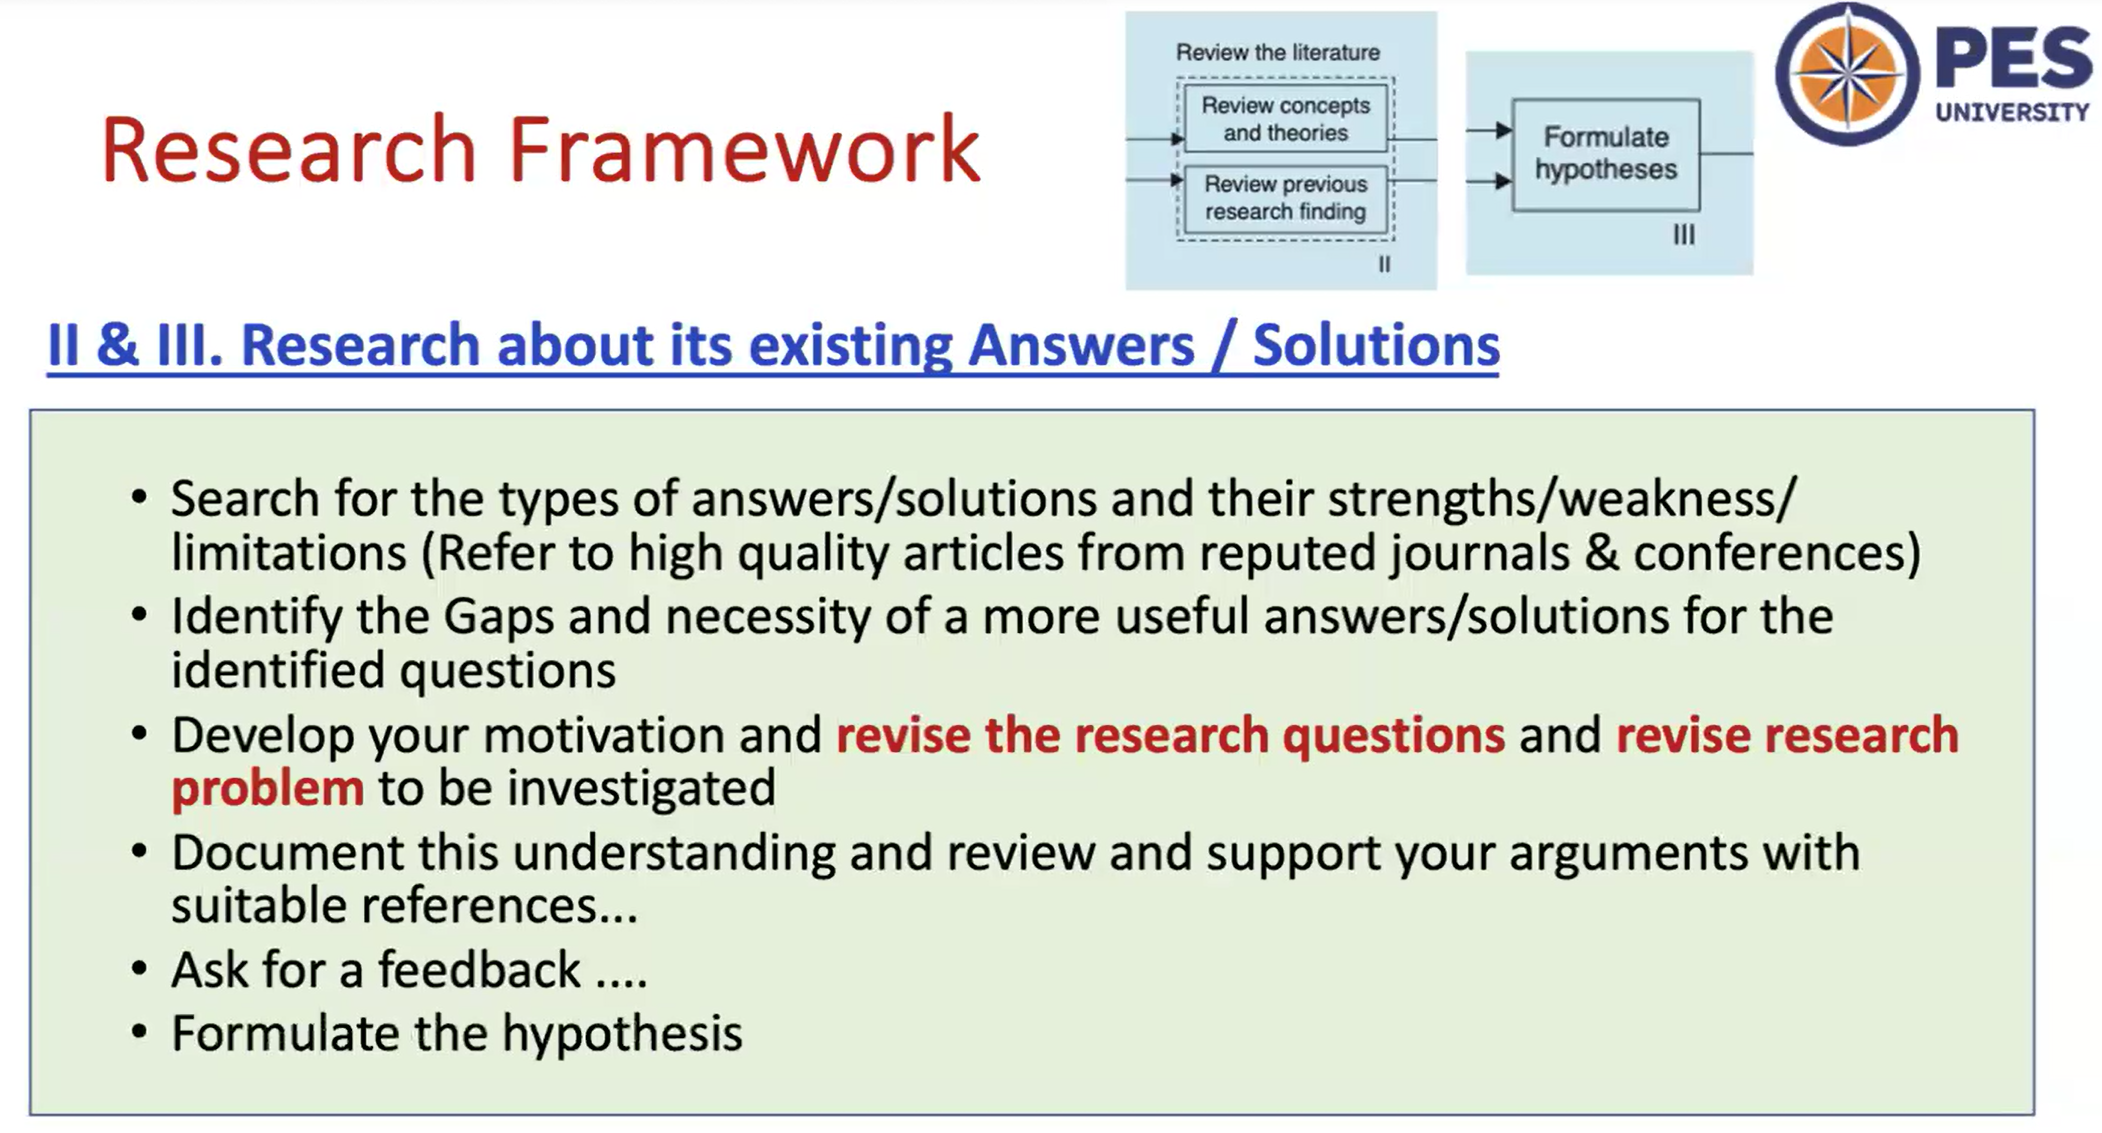 Research Framework
Review the literature
Review concepts
and theories
Review previous
research finding
II
Formulate
hypotheses
III
PES
UNIVERSITY
II & III. Research about its existing Answers / Solutions
• Search for the types of answers/solutions and their strengths/weakness/
limitations (Refer to high quality articles from reputed journals & conferences)
• Identify the Gaps and necessity of a more useful answers/solutions for the
identified questions
• Develop your motivation and revise the research questions and revise research
problem to be investigated
• Document this understanding and review and support your arguments with
suitable references...
• Ask for a feedback ....
• Formulate the hypothesis